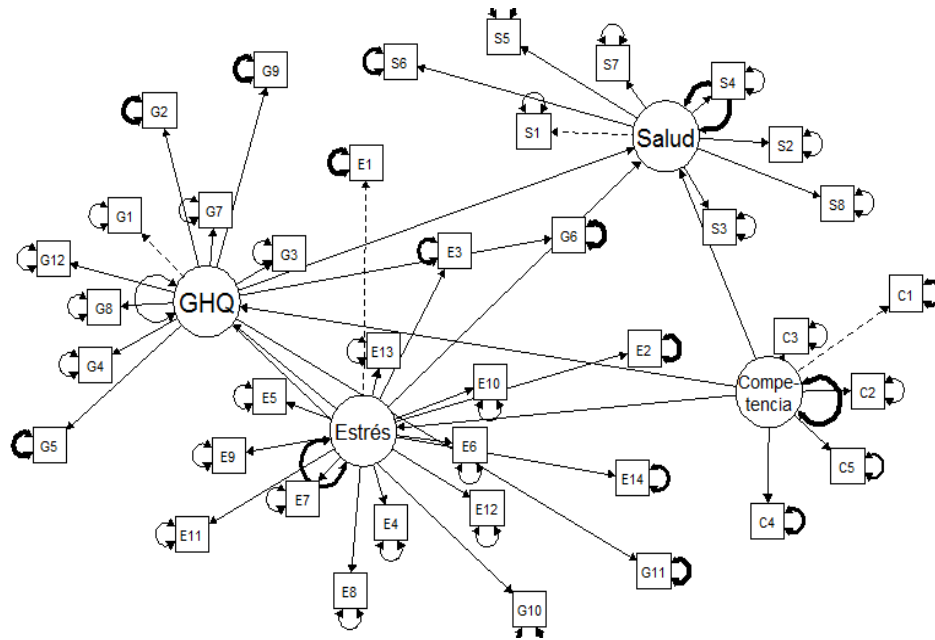 S5
G9
S6
S7
S4
G2
S1
Salud
S2
E1
S8
G1
G7
S3
G6
G3
E3
G12
C1
GHQ
G8
C3
E13
E2
G4
E10
Compe-
tencia
C2
E5
Estrés
G5
E6
E9
C5
E14
E7
E12
C4
E11
E4
G11
E8
G10